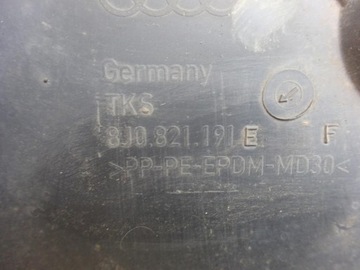 Germany
TKS
8J0.821.191 E F
>PP-PE-EPDM-MD30<